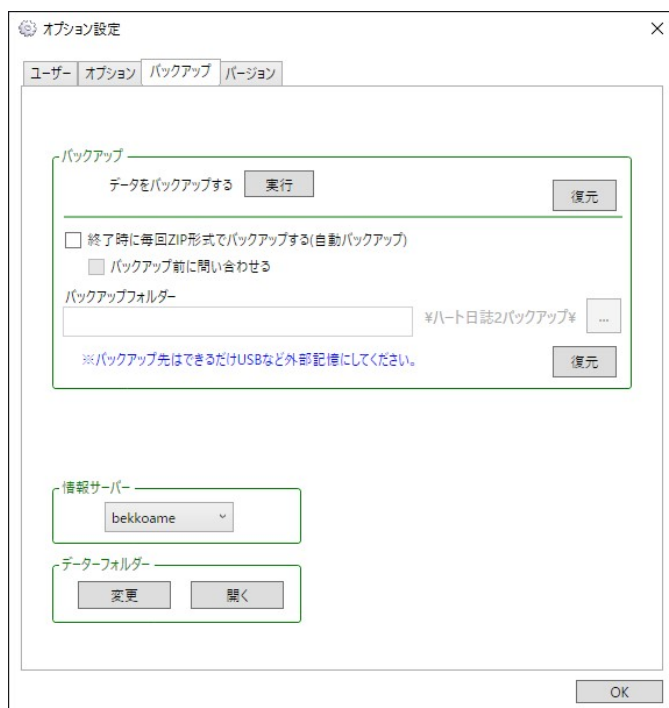 オプション設定
ユーザー オプション バックアップ バージョン
バックアップ
データをバックアップする 実行
復元
終了時に毎回ZIP形式でバックアップする(自動バックアップ)
バックアップ前に問い合わせる
バックアップフォルダー
¥ハート日誌2バックアップ¥ ...
※バックアップ先はできるだけUSBなど外部記憶にしてください。
復元
情報サーバー
bekkoame
データーフォルダー
変更 開く
OK